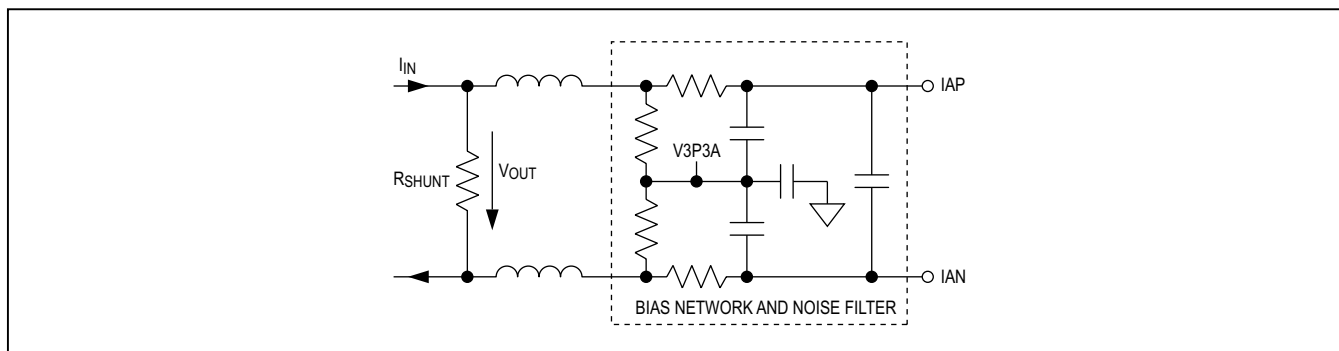 IIN
IAP
V3P3A
RSHUNT
VOUT
IAN
BIAS NETWORK AND NOISE FILTER